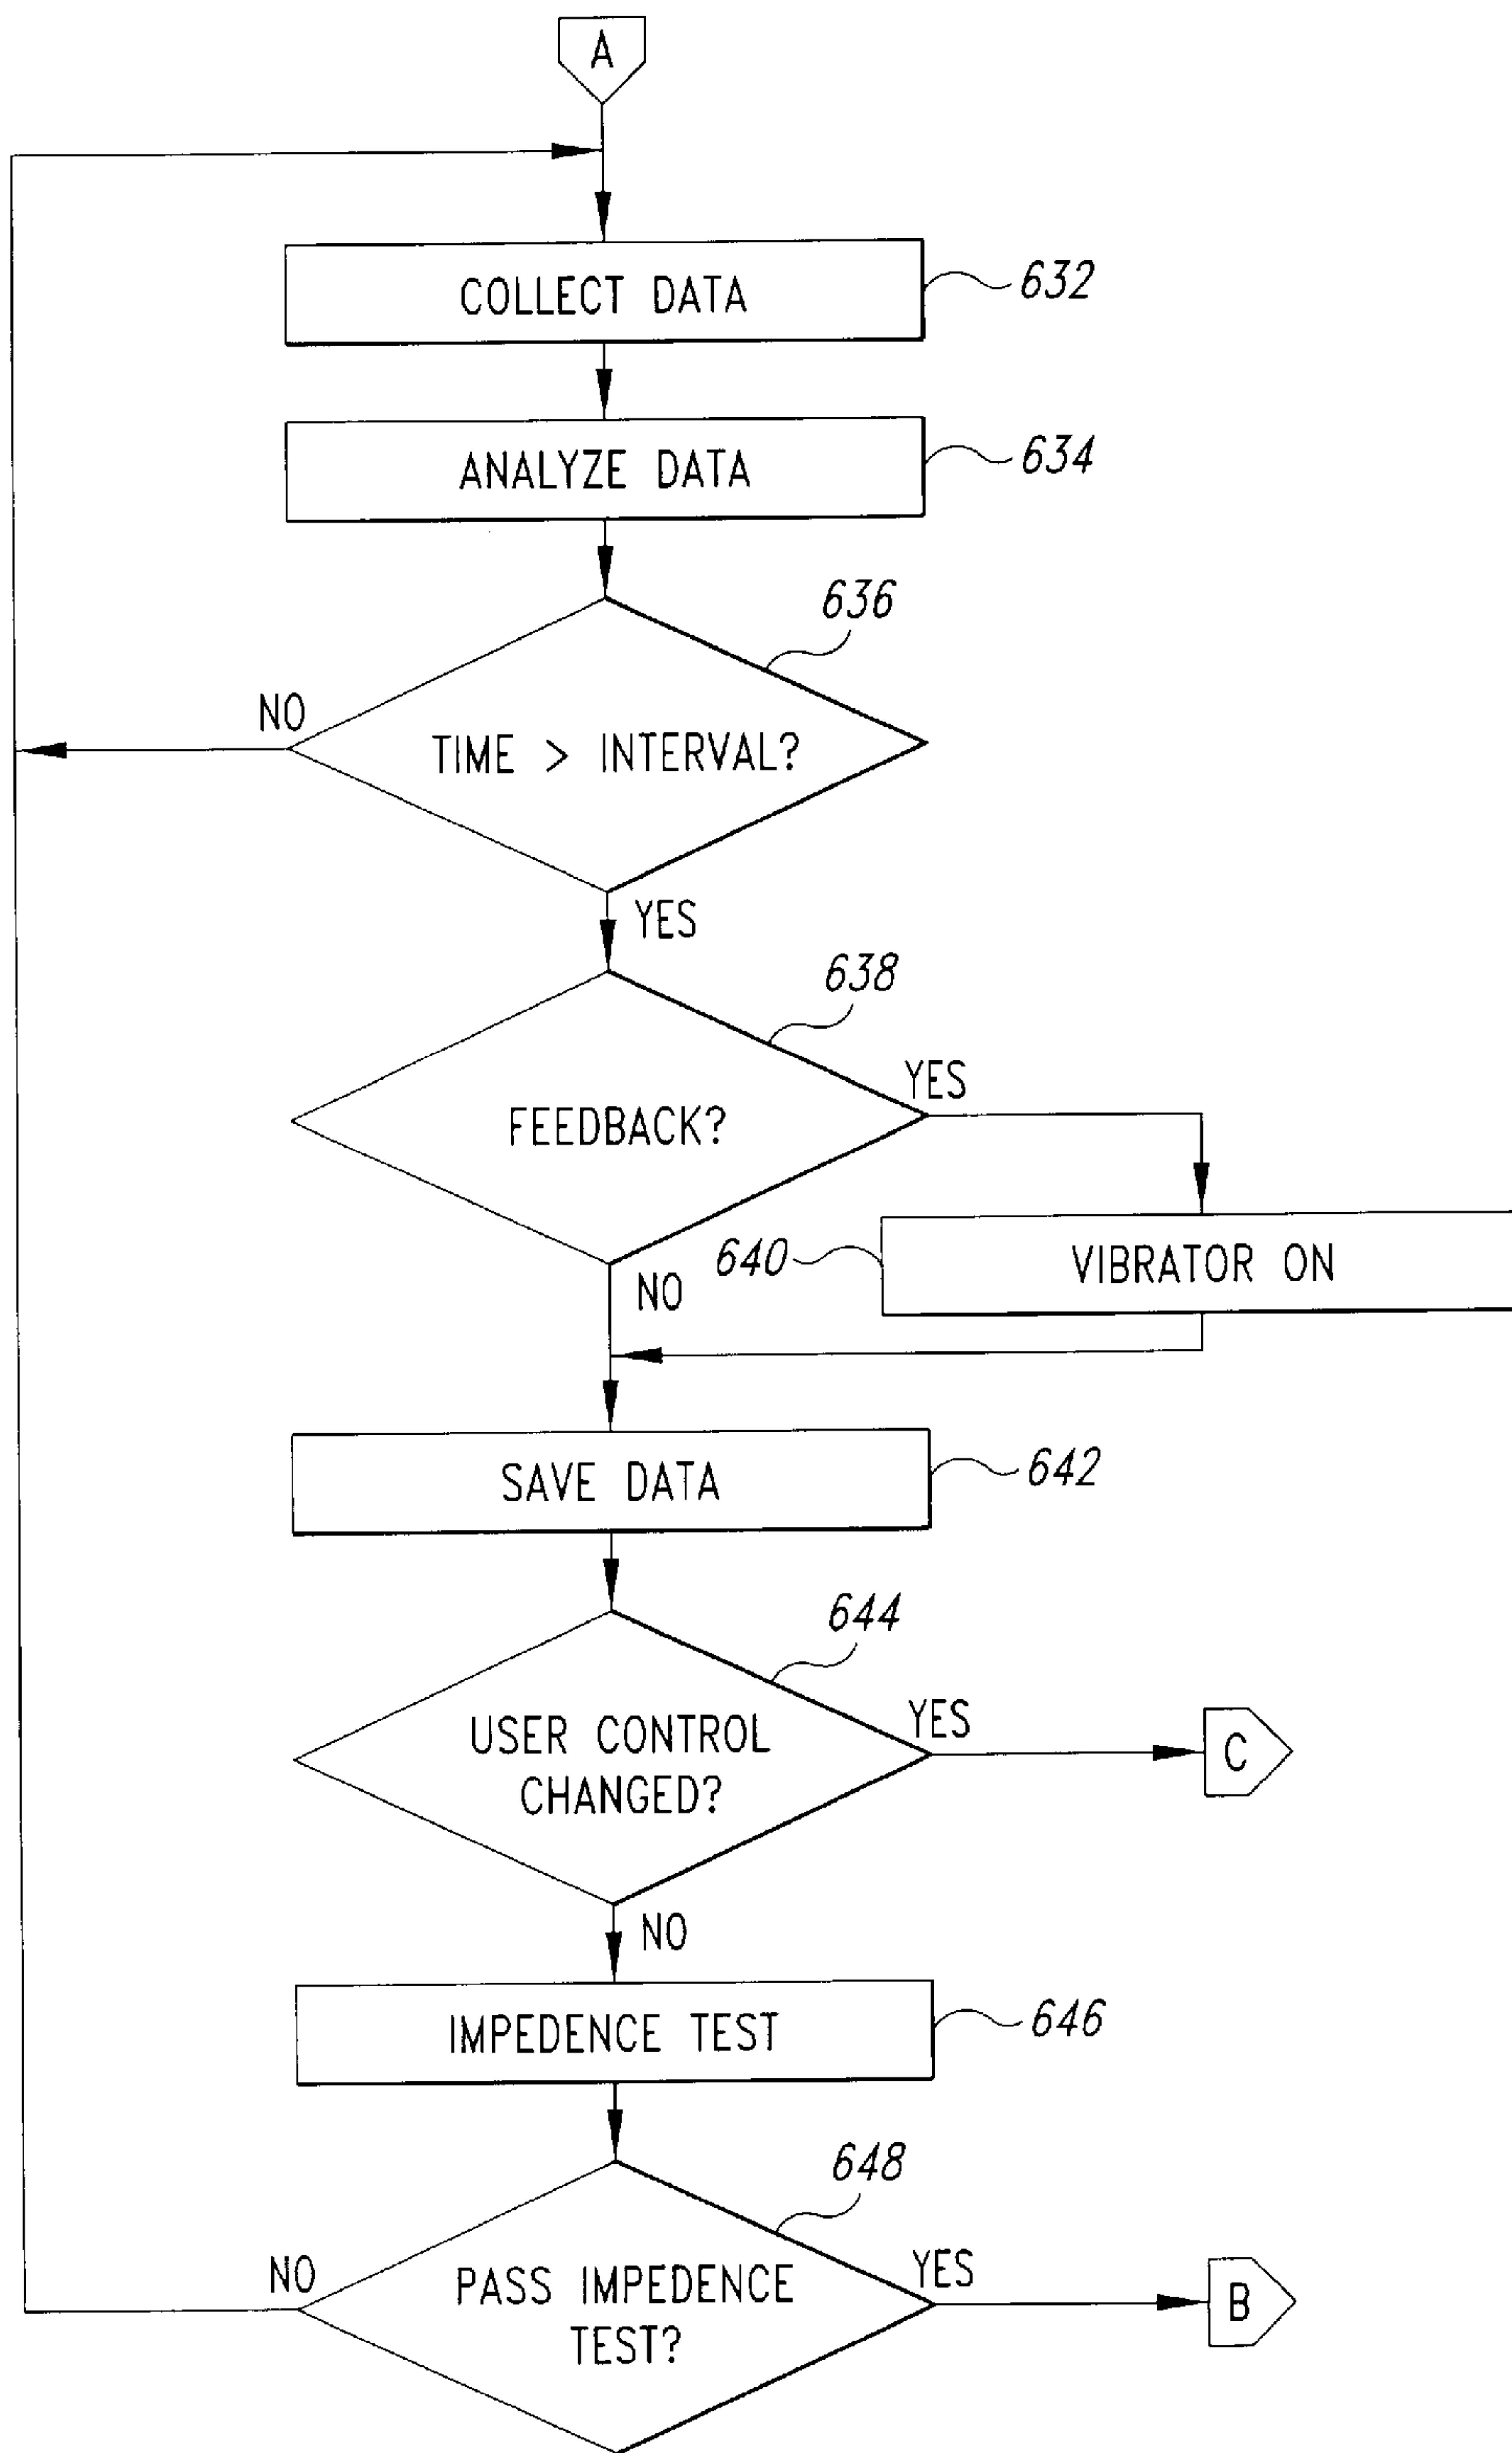 A
COLLECT DATA
632
ANALYZE DATA
634
636
NO
TIME > INTERVAL?
YES
638
YES
FEEDBACK?
640
VIBRATOR ON
NO
SAVE DATA
642
644
YES
USER CONTROL
CHANGED?
C
NO
IMPEDENCE TEST
646
648
NO
YES
PASS IMPEDENCE
TEST?
B